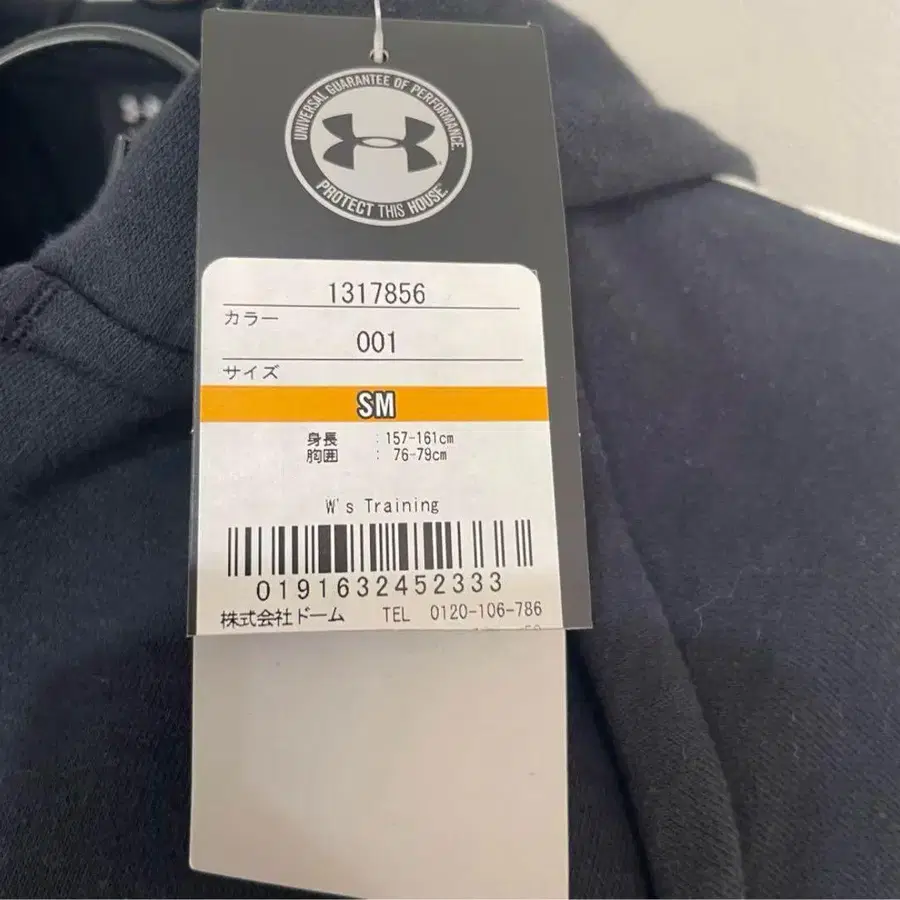 UNIVERSAL GUARANTEE OF PERFORMANCE.
PROTECT THIS HOUSE.
1317856
カラー
001
サイズ
SM
身長 : 157-161cm
胸囲 : 76-79cm
W's Training
0191632452333
株式会社ドーム TEL 0120-106-786